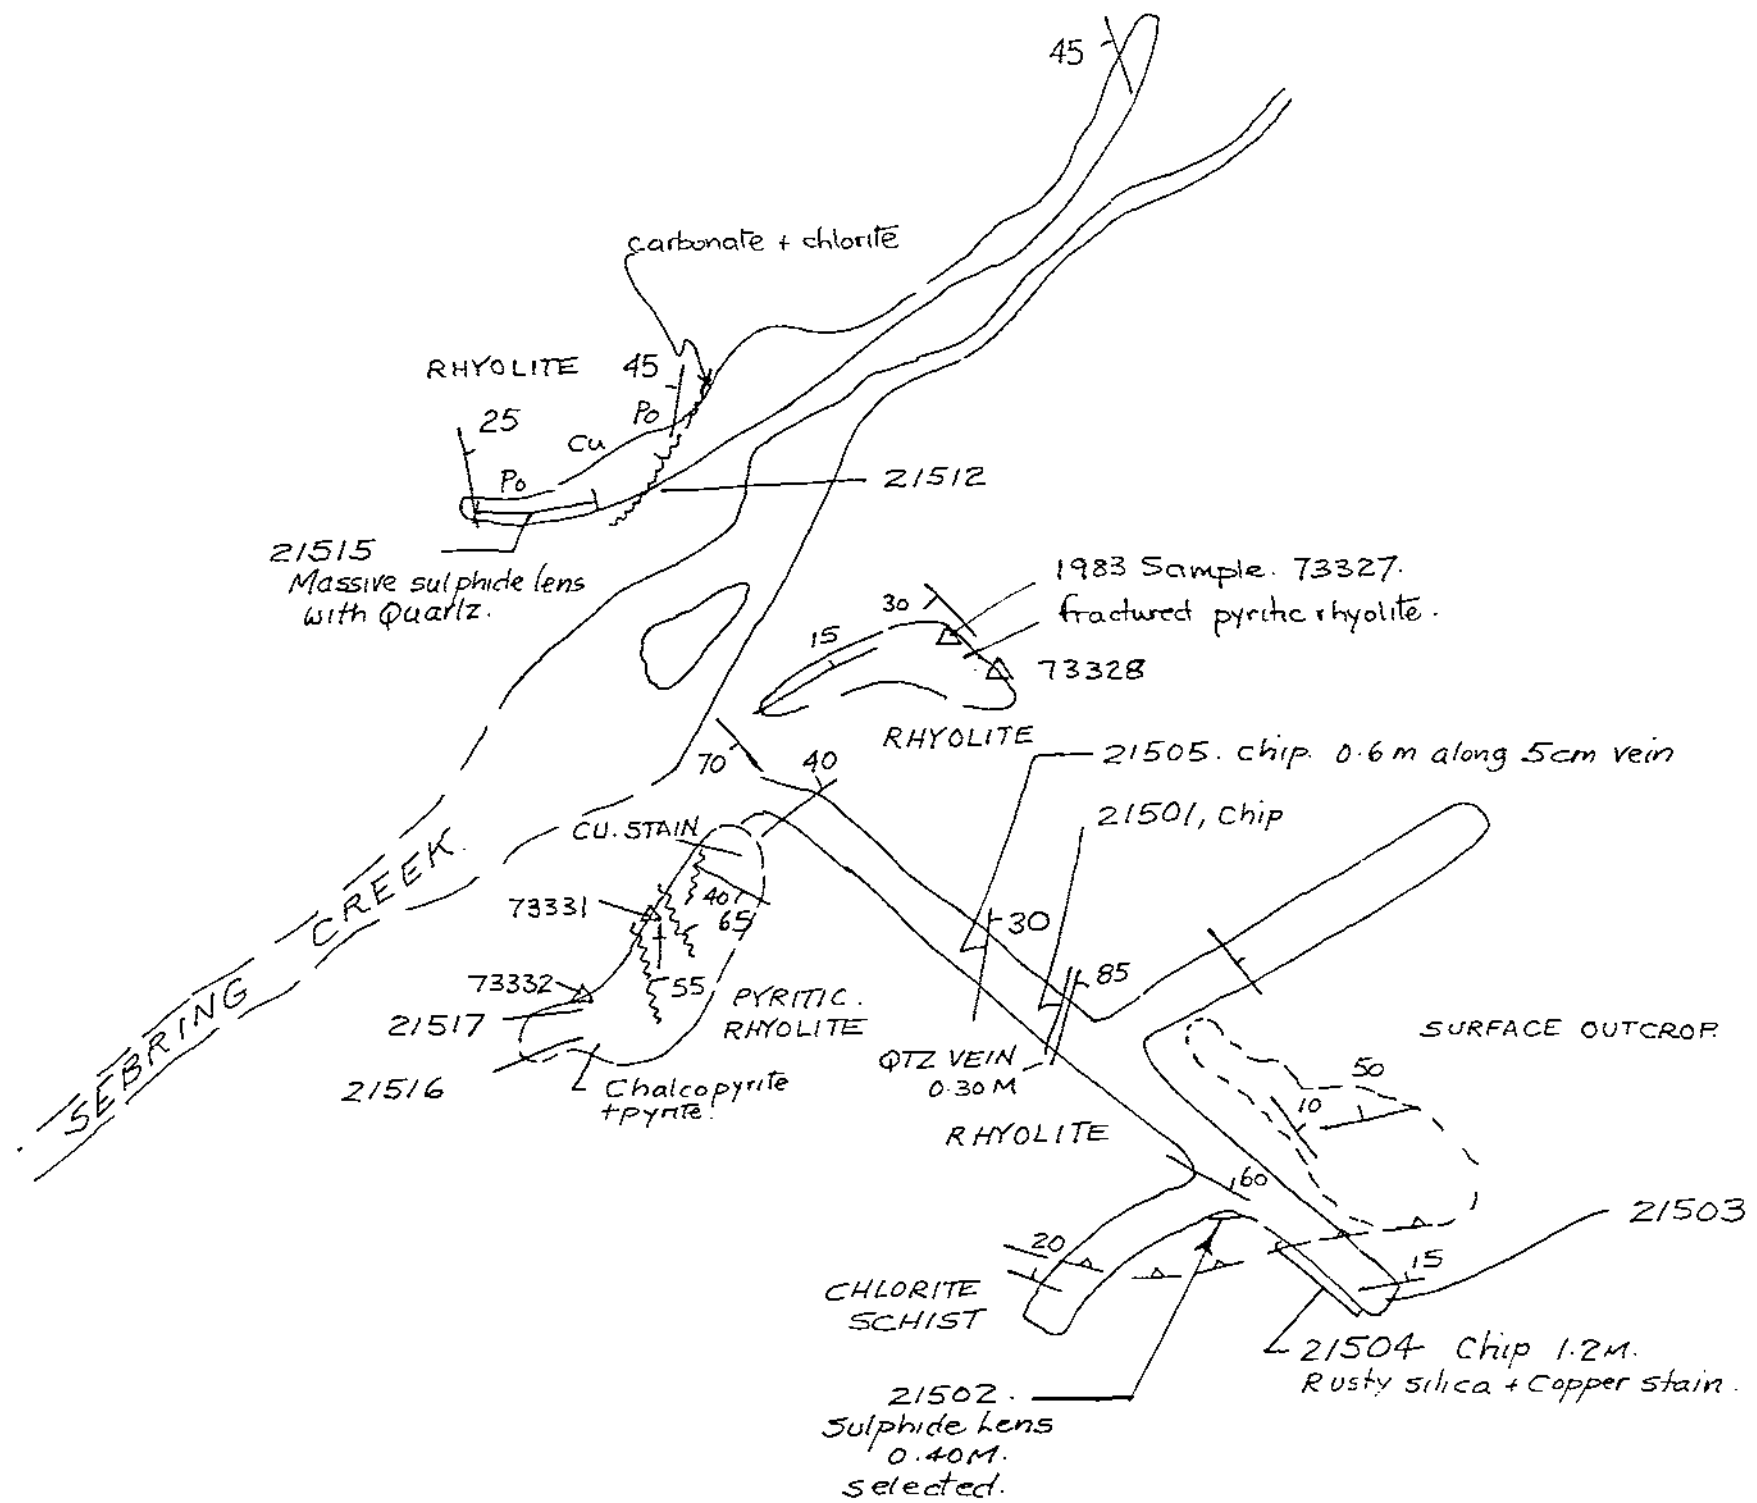 45
carbonate + chlorite
RHYOLITE 45
Po
25
Cu
Po
21512
21515
Massive sulphide lens
with Quartz.
1983 Sample. 73327.
fractured pyritic rhyolite.
30
15
73328
RHYOLITE
70
40
21505. chip. 0.6 m along 5cm vein
21501, Chip
CU. STAIN
SEBRING CREEK.
73331
40
65
30
73332
55
85
PYRITIC.
RHYOLITE
21517
SURFACE OUTCROP.
QTZ VEIN
0.30M
21516
Chalcopyrite
+pyrite.
50
10
RHYOLITE
60
21503
20
15
CHLORITE
SCHIST
21504 Chip 1.2M.
Rusty silica + Copper stain.
21502.
Sulphide Lens
0.40M.
selected.